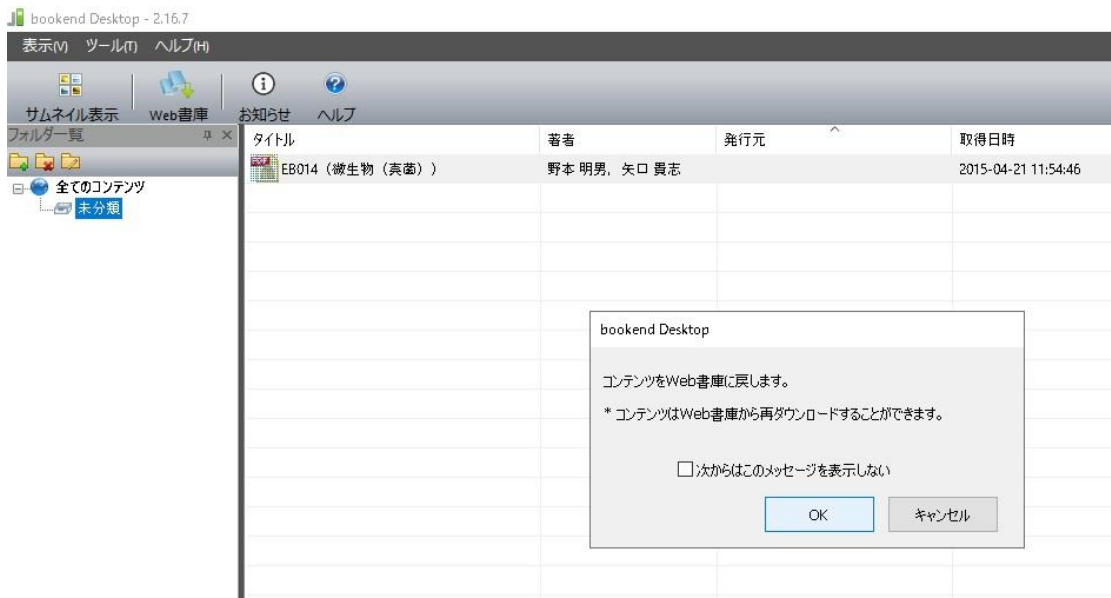 bookend Desktop - 2.16.7
表示(V) ツール(T) ヘルプ(H)
サムネイル表示 Web書庫 お知らせ ヘルプ
フォルダ一覧
タイトル 著者 発行元 取得日時
EB014（微生物（真菌）） 野本 明男，矢口 貴志 2015-04-21 11:54:46
全てのコンテンツ
未分類
bookend Desktop
コンテンツをWeb書庫に戻します。
* コンテンツはWeb書庫から再ダウンロードすることができます。
次からはこのメッセージを表示しない
OK キャンセル